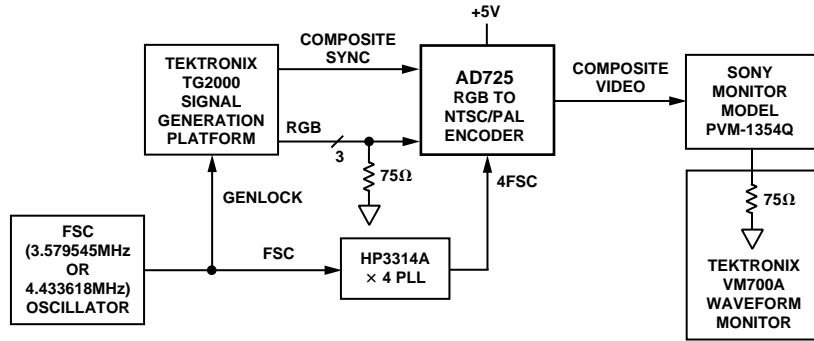 +5V
TEKTRONIX
TG2000
SIGNAL
GENERATION
PLATFORM
COMPOSITE
SYNC
RGB
3
75Ω
GENLOCK
AD725
RGB TO
NTSC/PAL
ENCODER
COMPOSITE
VIDEO
SONY
MONITOR
MODEL
PVM-1354Q
4FSC
75Ω
FSC
(3.579545MHz
OR
4.433618MHz)
OSCILLATOR
FSC
HP3314A
× 4 PLL
TEKTRONIX
VM700A
WAVEFORM
MONITOR